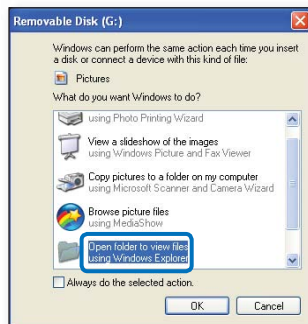 Removable Disk (G:)
Windows can perform the same action each time you insert
a disk or connect a device with this kind of file:
Pictures
What do you want Windows to do?
using Photo Printing Wizard
View a slideshow of the images
using Windows Picture and Fax Viewer
Copy pictures to a folder on my computer
using Microsoft Scanner and Camera Wizard
Browse picture files
using MediaShow
Open folder to view files
using Windows Explorer
Always do the selected action.
OK
Cancel